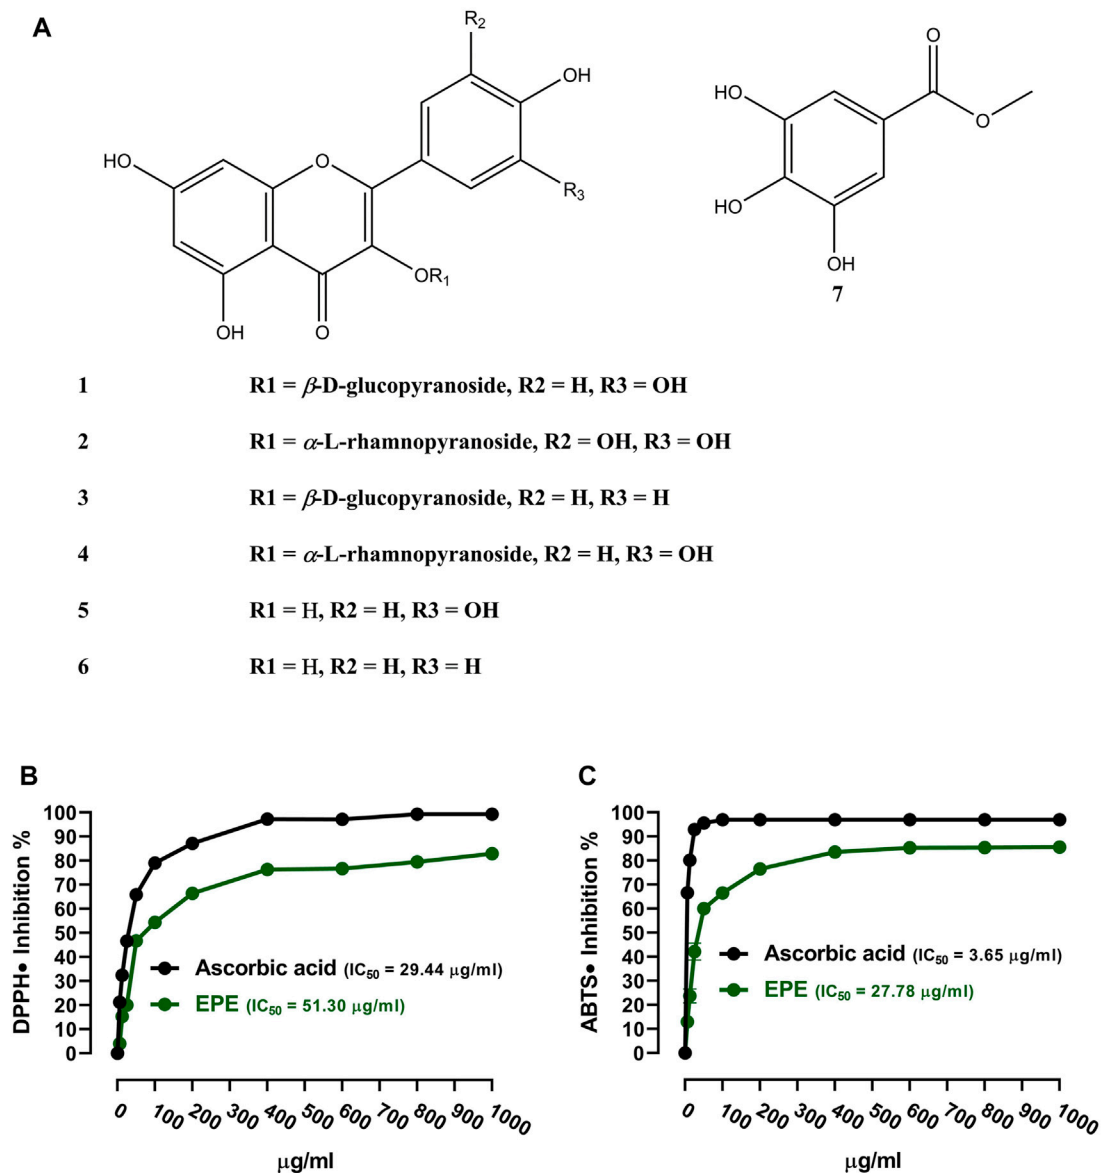 A
R2
OH
HO
O
R3
OR1
OH
O
O
HO
O
HO
OH
7
1 R1 = β-D-glucopyranoside, R2 = H, R3 = OH
2 R1 = α-L-rhamnopyranoside, R2 = OH, R3 = OH
3 R1 = β-D-glucopyranoside, R2 = H, R3 = H
4 R1 = α-L-rhamnopyranoside, R2 = H, R3 = OH
5 R1 = H, R2 = H, R3 = OH
6 R1 = H, R2 = H, R3 = H
B
DPPH• Inhibition %
100
90
80
70
60
50
40
30
20
10
0
Ascorbic acid (IC50 = 29.44 μg/ml)
EPE (IC50 = 51.30 μg/ml)
0 100 200 300 400 500 600 700 800 900 1000
μg/ml
C
ABTS• Inhibition %
100
90
80
70
60
50
40
30
20
10
0
Ascorbic acid (IC50 = 3.65 μg/ml)
EPE (IC50 = 27.78 μg/ml)
0 100 200 300 400 500 600 700 800 900 1000
μg/ml